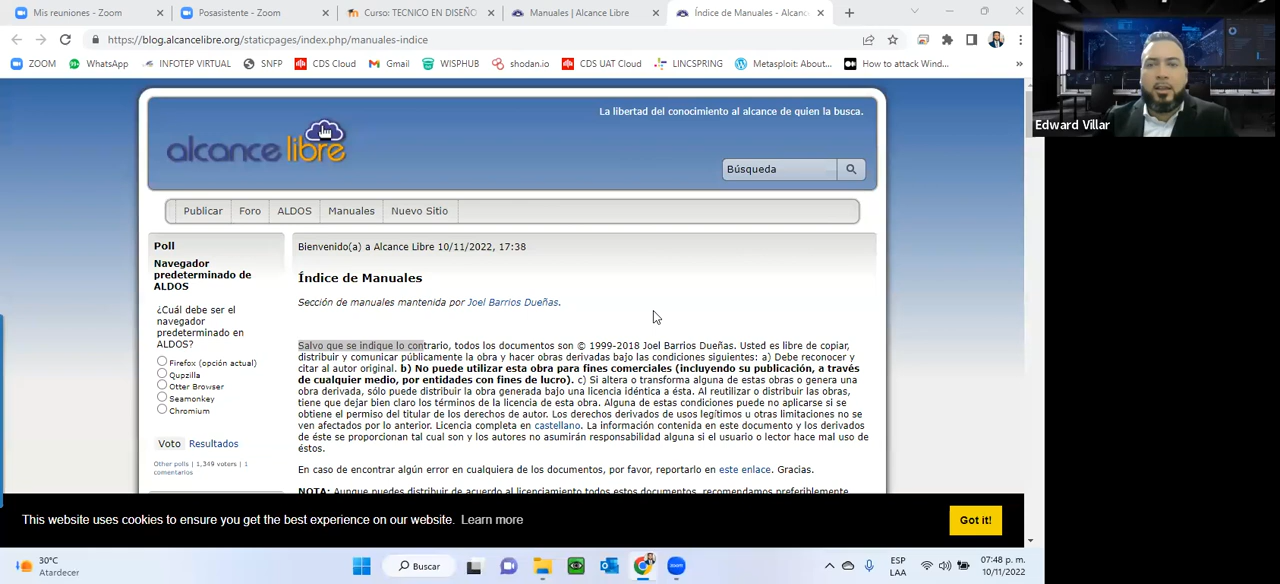 Mis reuniones - Zoom
Posasistente - Zoom
Curso: TECNICO EN DISEÑO
Manuales | Alcance Libre
Índice de Manuales - Alcance
https://blog.alcancelibre.org/staticpages/index.php/manuales-indice
ZOOM
WhatsApp
INFOTEP VIRTUAL
SNFP
CDS Cloud
Gmail
WISPHUB
shodan.io
CDS UAT Cloud
LINCSPRING
Metasploit: About...
How to attack Wind...
»
Edward Villar
La libertad del conocimiento al alcance de quien la busca.
alcance libre
Búsqueda
Publicar
Foro
ALDOS
Manuales
Nuevo Sitio
Poll
Navegador
predeterminado de
ALDOS
¿Cuál debe ser el
navegador
predeterminado en
ALDOS?
Firefox (opción actual)
Qupzilla
Otter Browser
Seamonkey
Chromium
Voto Resultados
Other polls | 1,349 voters | 1
comentarios
Bienvenido(a) a Alcance Libre 10/11/2022, 17:38
Índice de Manuales
Sección de manuales mantenida por Joel Barrios Dueñas.
Salvo que se indique lo contrario, todos los documentos son © 1999-2018 Joel Barrios Dueñas. Usted es libre de copiar,
distribuir y comunicar públicamente la obra y hacer obras derivadas bajo las condiciones siguientes: a) Debe reconocer y
citar al autor original. b) No puede utilizar esta obra para fines comerciales (incluyendo su publicación, a través
de cualquier medio, por entidades con fines de lucro). c) Si altera o transforma alguna de estas obras o genera una
obra derivada, sólo puede distribuir la obra generada bajo una licencia idéntica a ésta. Al reutilizar o distribuir las obras,
tiene que dejar bien claro los términos de la licencia de esta obra. Alguna de estas condiciones puede no aplicarse si se
obtiene el permiso del titular de los derechos de autor. Los derechos derivados de usos legítimos u otras limitaciones no se
ven afectados por lo anterior. Licencia completa en castellano. La información contenida en este documento y los derivados
de éste se proporcionan tal cual son y los autores no asumirán responsabilidad alguna si el usuario o lector hace mal uso de
éstos.
En caso de encontrar algún error en cualquiera de los documentos, por favor, reportarlo en este enlace. Gracias.
NOTA: Aunque puedes distribuir de acuerdo al licenciamiento todos estos documentos, recomendamos preferiblemente
This website uses cookies to ensure you get the best experience on our website. Learn more
Got it!
30°C
Atardecer
Buscar
zoom
ESP
LAA
07:48 p. m.
10/11/2022